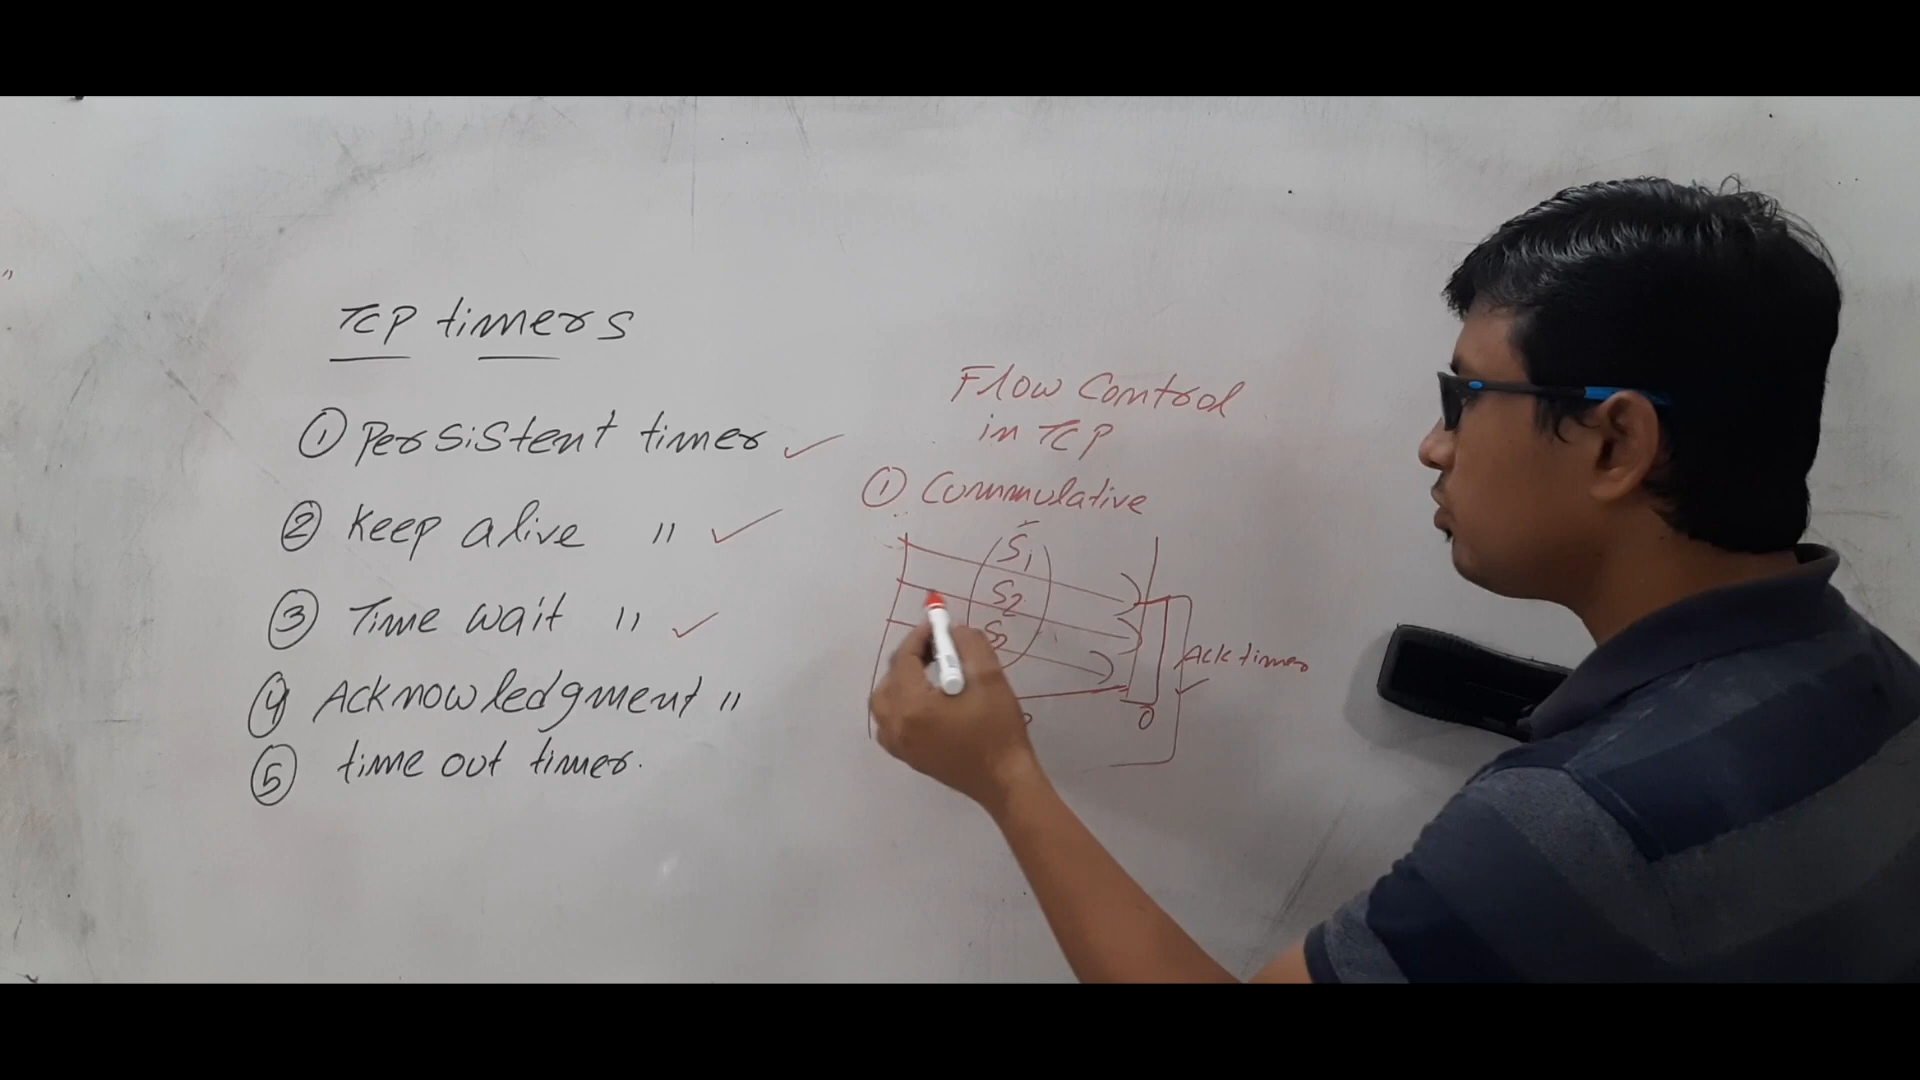 TCP timers
① Persistent timer ✓
② Keep alive " ✓
③ Time wait " ✓
④ Acknowledgment "
⑤ time out timer.
Flow Control
in TCP
① Cummulative
S1
S2
S3
Ack timer
0